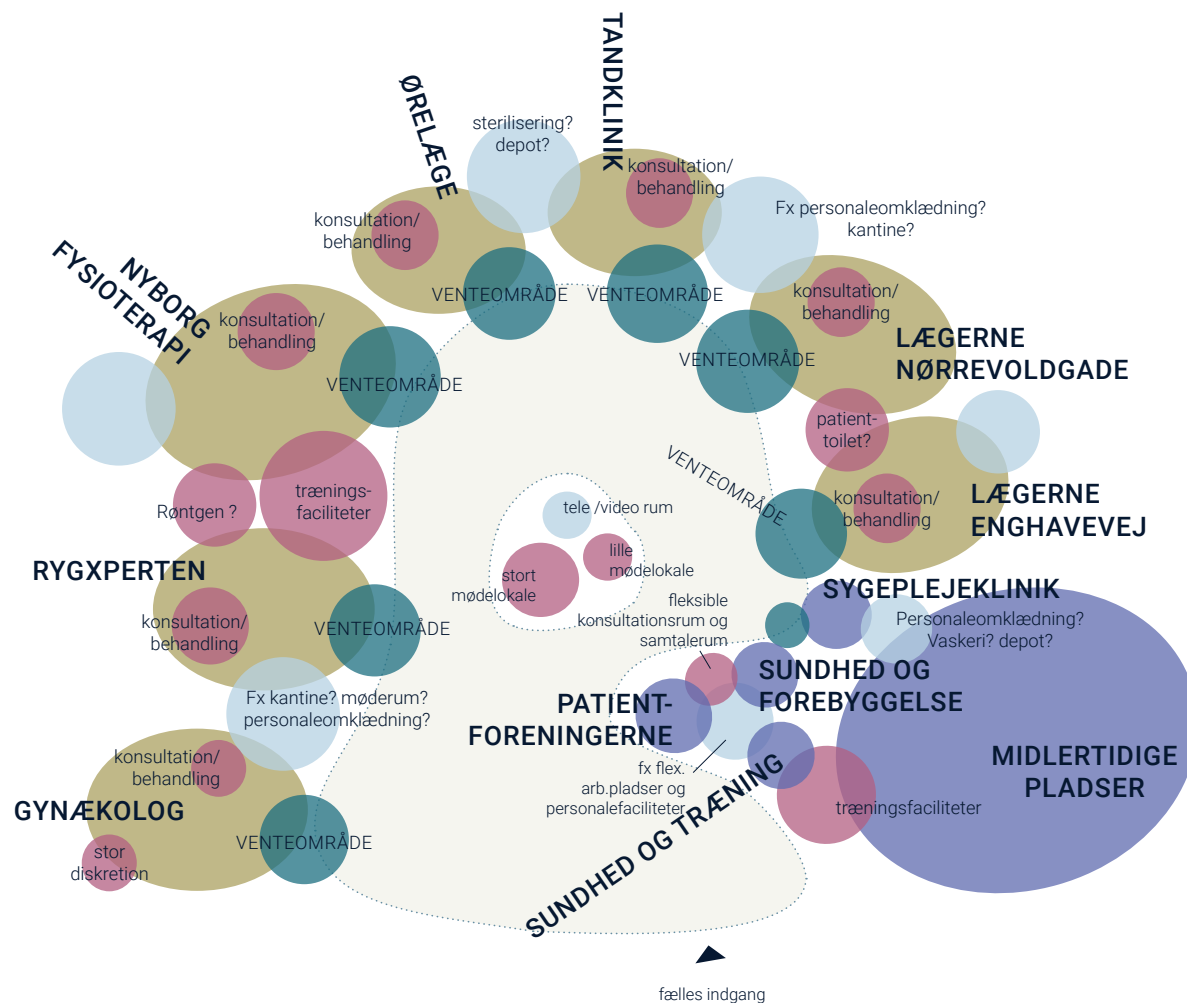 TANDKLINIK
ØRELÆGE
sterilisering?
depot?
konsultation/
behandling
konsultation/
behandling
Fx personaleomklædning?
kantine?
NYBORG
FYSIOTERAPI
konsultation/
behandling
VENTEOMRÅDE
VENTEOMRÅDE
konsultation/
behandling
LÆGERNE
NØRREVOLDGADE
VENTEOMRÅDE
VENTEOMRÅDE
patient-
toilet?
VENTEOMRÅDE
LÆGERNE
ENGHAVEVEJ
konsultation/
behandling
Røntgen ?
trænings-
faciliteter
tele /video rum
lille
mødelokale
stort
mødelokale
RYGXPERTEN
konsultation/
behandling
VENTEOMRÅDE
fleksible
konsultationsrum og
samtalerum
SYGEPLEJEKLINIK
Personaleomklædning?
Vaskeri? depot?
SUNDHED OG
FOREBYGGELSE
PATIENT-
FORENINGERNE
Fx kantine? møderum?
personaleomklædning?
konsultation/
behandling
GYNÆKOLOG
VENTEOMRÅDE
stor
diskretion
fx flex.
arb.pladser og
personalefaciliteter
SUNDHED OG TRÆNING
træningsfaciliteter
MIDLERTIDIGE
PLADSER
fælles indgang